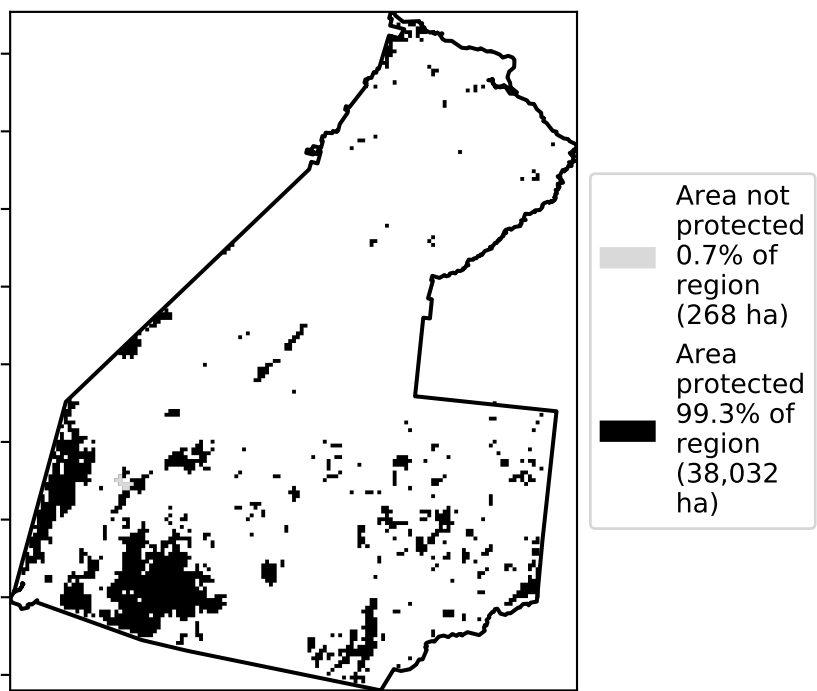 Area not
protected
0.7% of
region
(268 ha)
Area
protected
99.3% of
region
(38,032
ha)